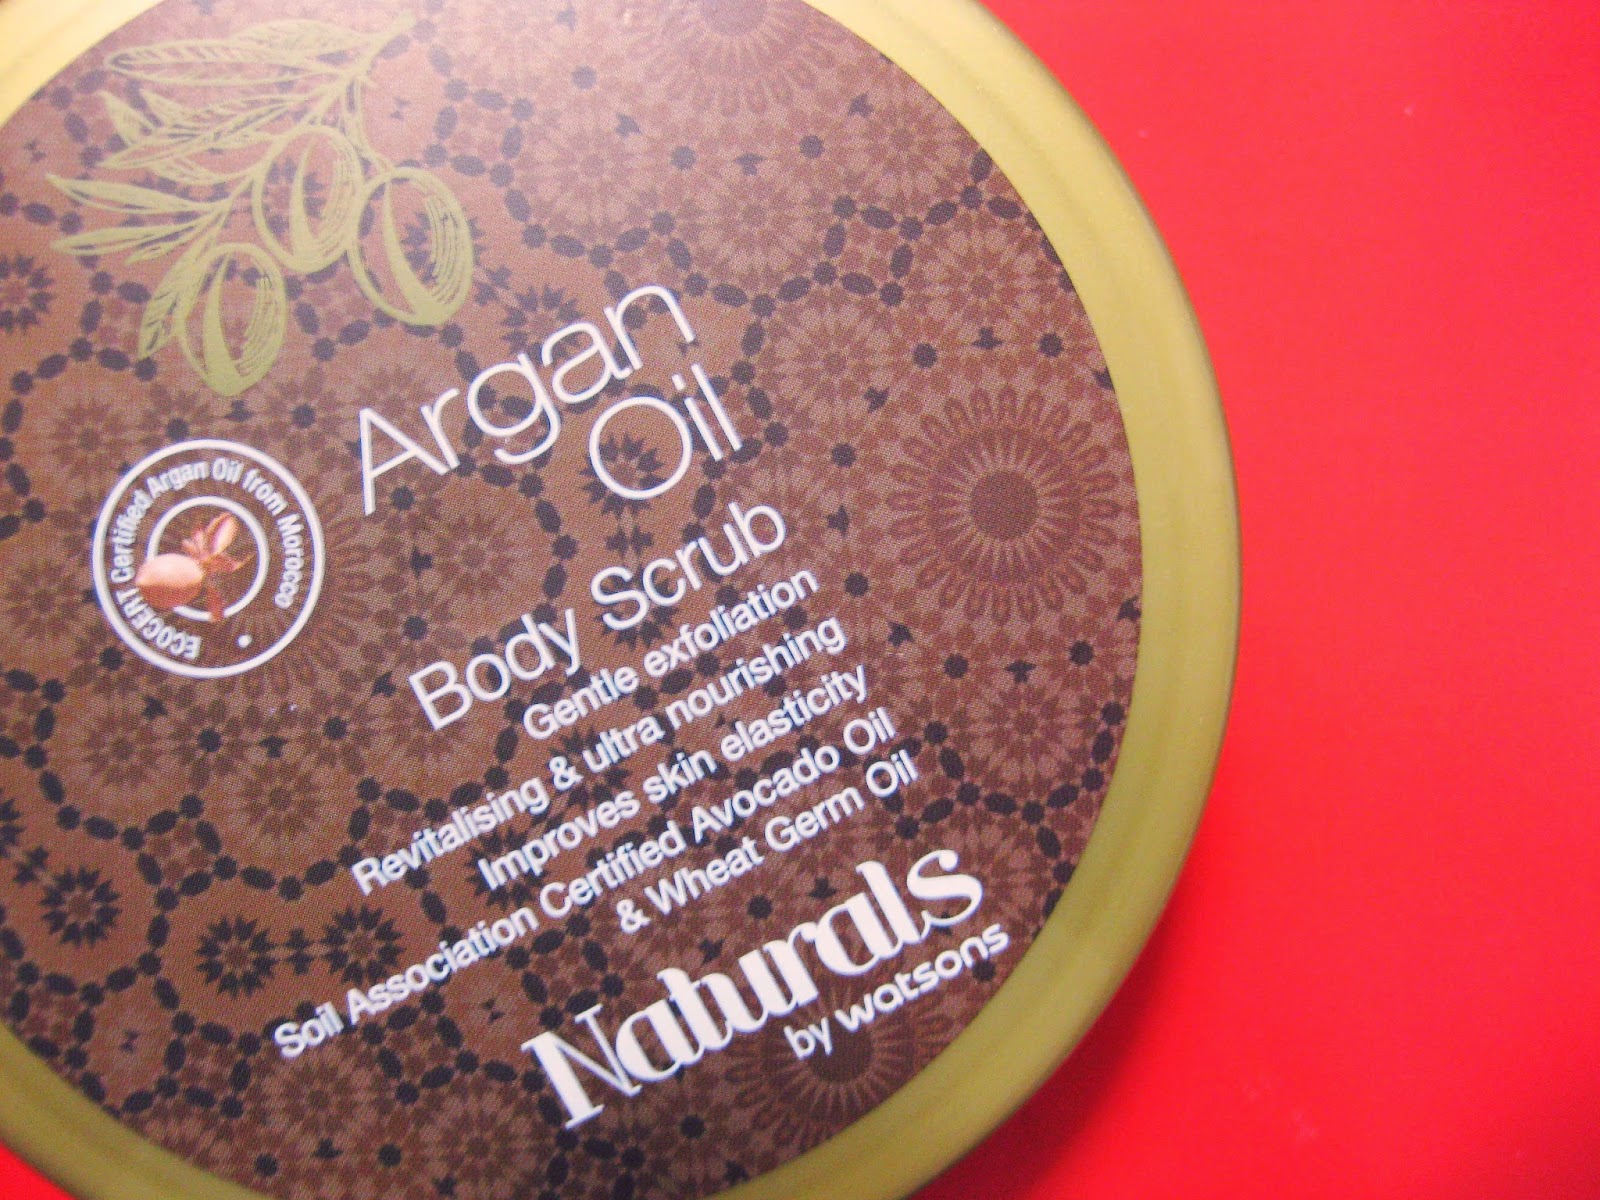 Argan
Oil
ECOCERT Certified Argan Oil from Morocco •
Body Scrub
Gentle exfoliation
Revitalising & ultra nourishing
Improves skin elasticity
Soil Association Certified Avocado Oil
& Wheat Germ Oil
Naturals
by watsons